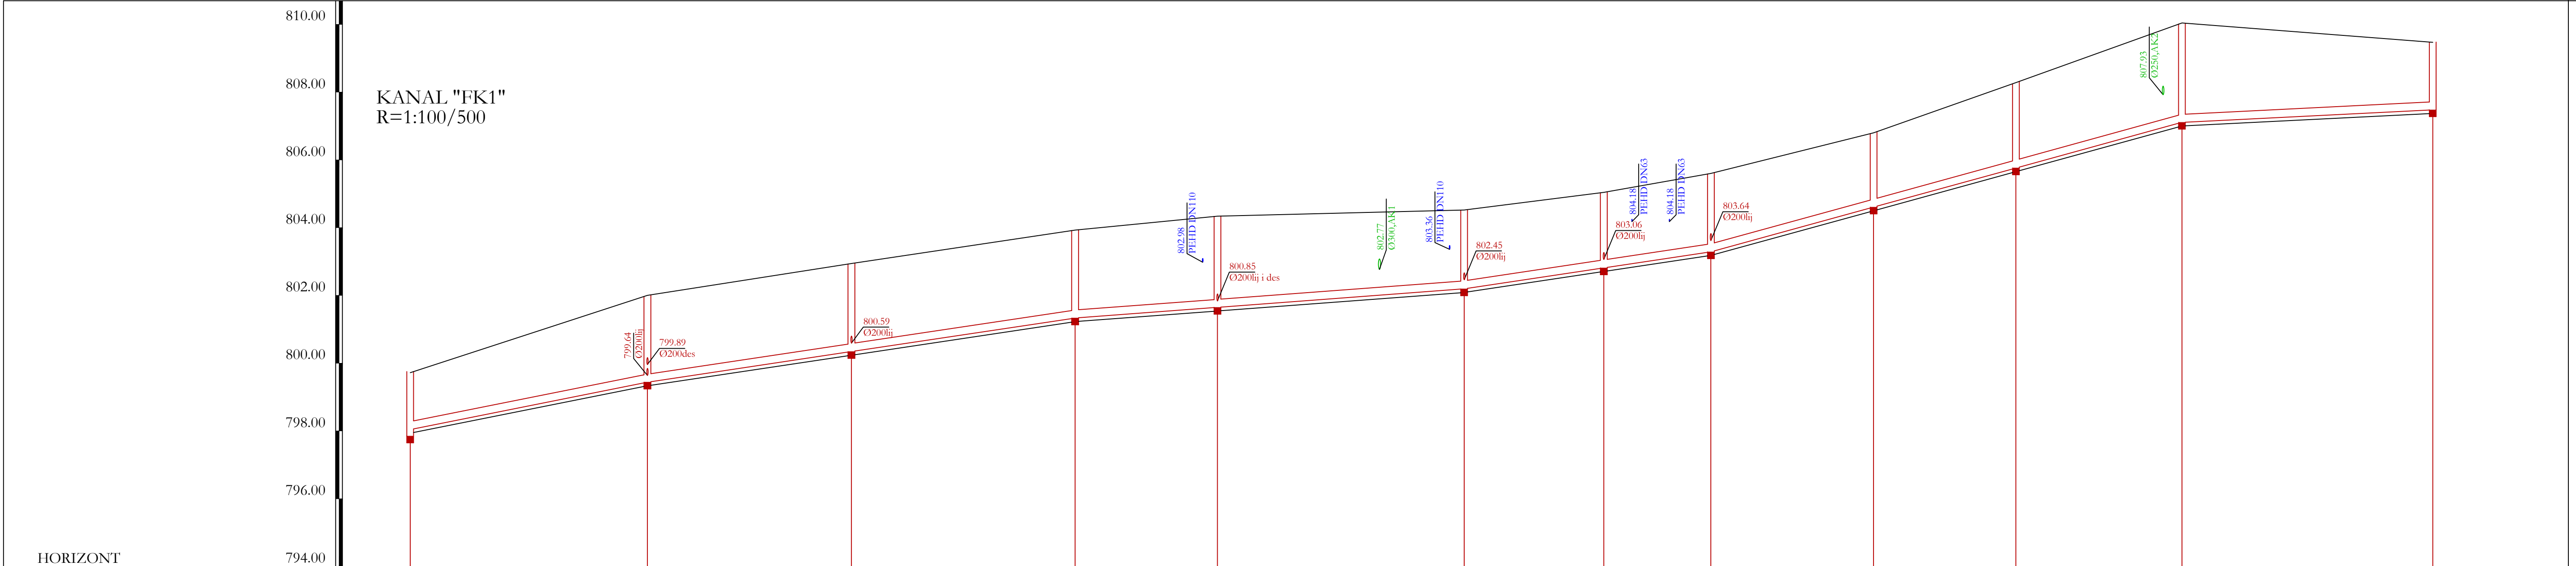 810.00
808.00
806.00
804.00
802.00
800.00
798.00
796.00
794.00
HORIZONT
KANAL "FK1"
R=1:100/500
799.64
Ø200lij
799.89
Ø200des
800.59
Ø200lij
802.98
PEHD DN110
800.85
Ø200lij i des
802.77
Ø300,AK1
803.36
PEHD DN110
802.45
Ø200lij
803.06
Ø200lij
804.18
PEHD DN63
804.18
PEHD DN63
803.64
Ø200lij
807.93
Ø250,AK2